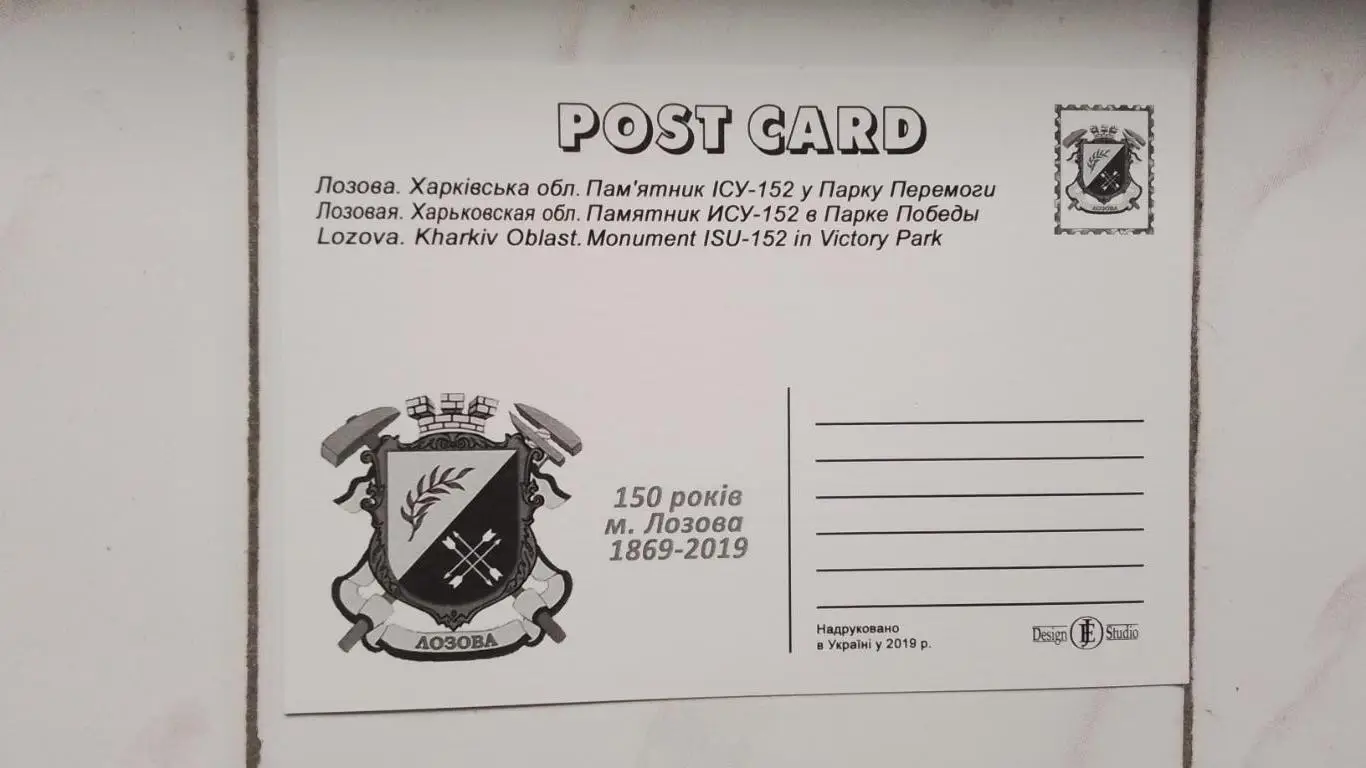 POST CARD
Лозова. Харківська обл. Пам'ятник ІСУ-152 у Парку Перемоги
Лозовая. Харьковская обл. Памятник ИСУ-152 в Парке Победы
Lozova. Kharkiv Oblast. Monument ISU-152 in Victory Park
ЛОЗОВА
150 років
м. Лозова
1869-2019
ЛОЗОВА
Надруковано
в Україні у 2019 р.
Design JE Studio